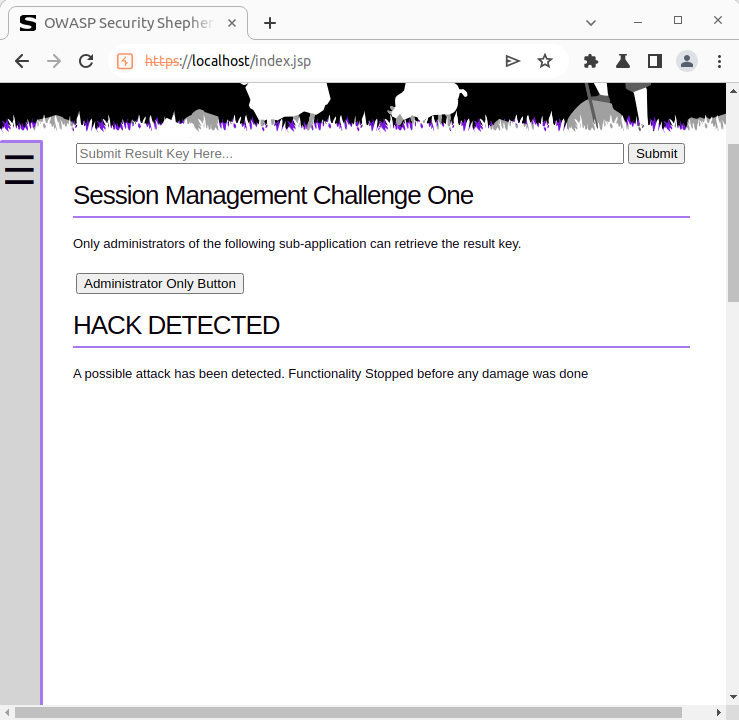 OWASP Security Shepher
https://localhost/index.jsp
Submit Result Key Here...
Submit
Session Management Challenge One
Only administrators of the following sub-application can retrieve the result key.
Administrator Only Button
HACK DETECTED
A possible attack has been detected. Functionality Stopped before any damage was done